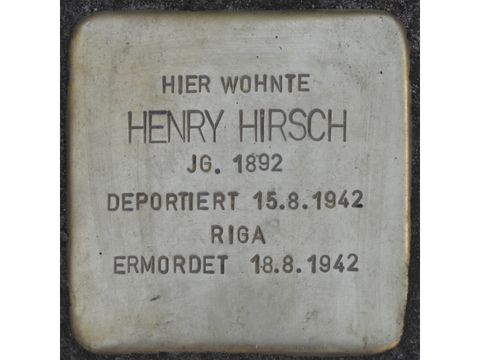 HIER WOHNTE
HENRY HIRSCH
JG. 1892
DEPORTIERT 15.8.1942
RIGA
ERMORDET 18.8.1942